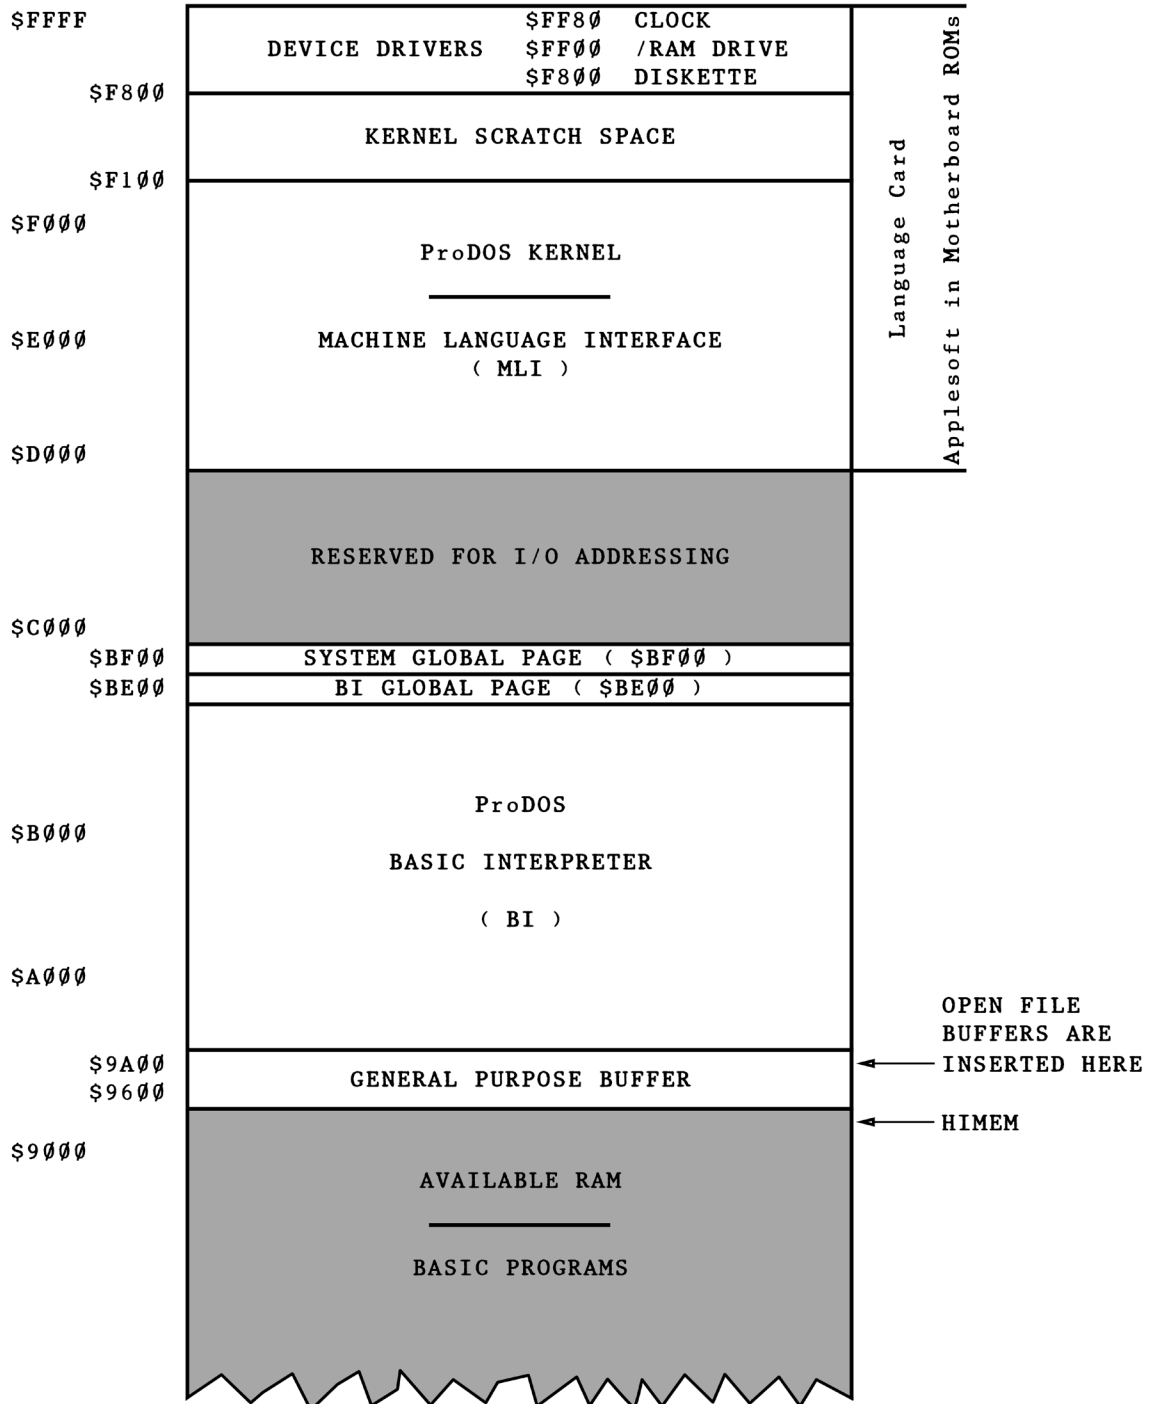 $FFFF
$FF80 CLOCK
DEVICE DRIVERS $FF00 /RAM DRIVE
$F800 DISKETTE
$F800
KERNEL SCRATCH SPACE
$F100
$F000
ProDOS KERNEL
$E000
MACHINE LANGUAGE INTERFACE
( MLI )
$D000
Language Card
Applesoft in Motherboard ROMs
RESERVED FOR I/O ADDRESSING
$C000
$BF00 SYSTEM GLOBAL PAGE ( $BF00 )
$BE00 BI GLOBAL PAGE ( $BE00 )
ProDOS
$B000
BASIC INTERPRETER
( BI )
$A000
OPEN FILE
BUFFERS ARE
INSERTED HERE
$9A00
GENERAL PURPOSE BUFFER
$9600
HIMEM
$9000
AVAILABLE RAM
BASIC PROGRAMS